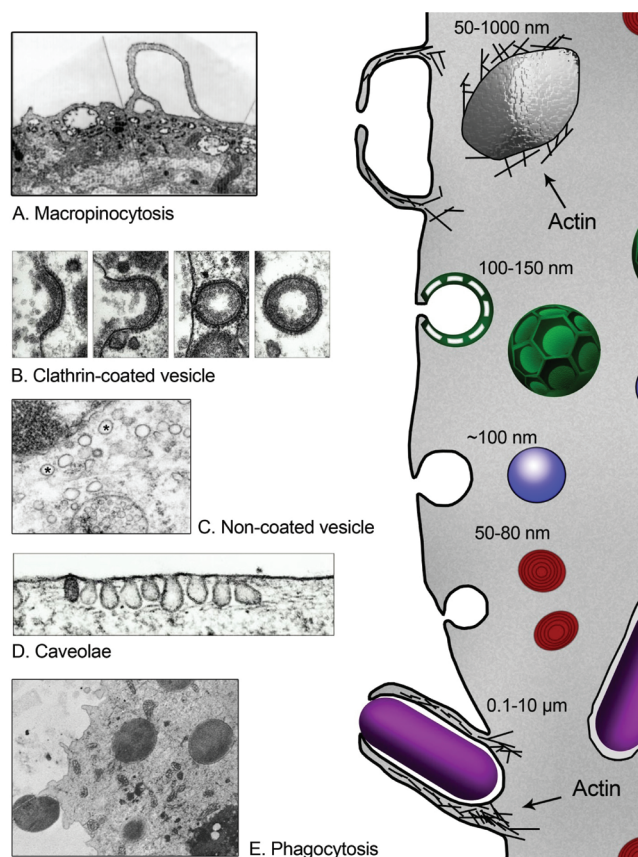 50-1000 nm
A. Macropinocytosis
Actin
100-150 nm
B. Clathrin-coated vesicle
*
*
~100 nm
C. Non-coated vesicle
50-80 nm
D. Caveolae
0.1-10 µm
Actin
E. Phagocytosis